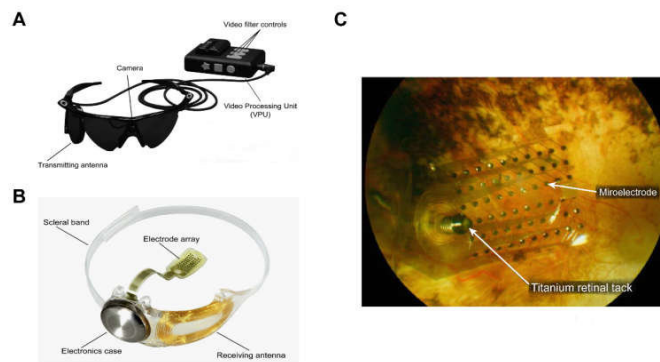 A
Video filter controls
Camera
Video Processing Unit
(VPU)
Transmitting antenna
B
Scleral band
Electrode array
Electronics case
Receiving antenna
C
Miroelectrode
Titanium retinal tack